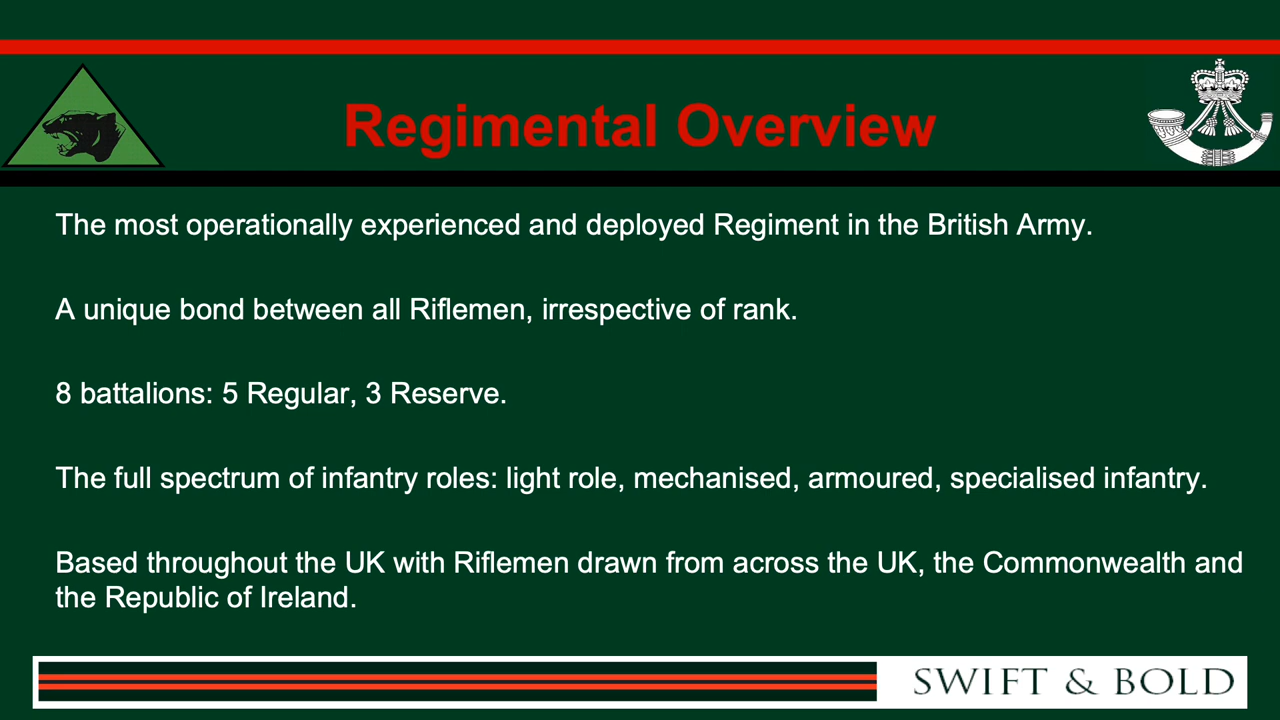 Regimental Overview
The most operationally experienced and deployed Regiment in the British Army.
A unique bond between all Riflemen, irrespective of rank.
8 battalions: 5 Regular, 3 Reserve.
The full spectrum of infantry roles: light role, mechanised, armoured, specialised infantry.
Based throughout the UK with Riflemen drawn from across the UK, the Commonwealth and
the Republic of Ireland.
SWIFT & BOLD